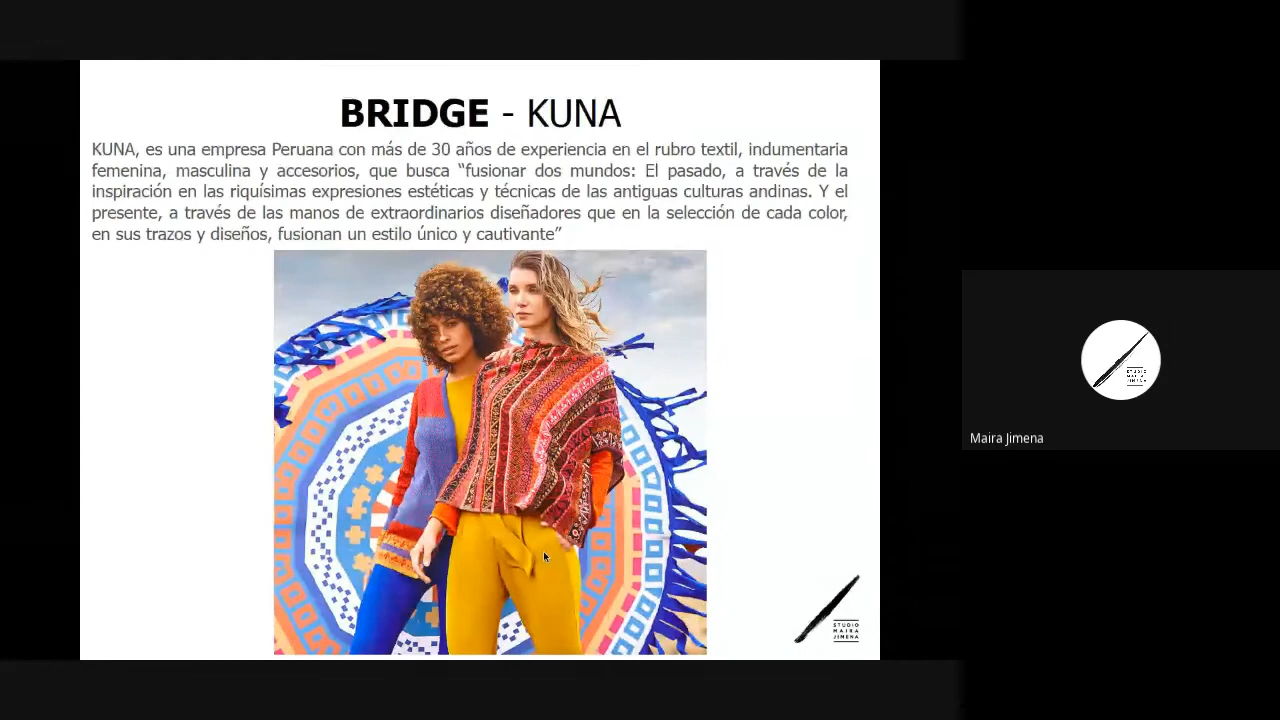 BRIDGE - KUNA
KUNA, es una empresa Peruana con más de 30 años de experiencia en el rubro textil, indumentaria
femenina, masculina y accesorios, que busca “fusionar dos mundos: El pasado, a través de la
inspiración en las riquísimas expresiones estéticas y técnicas de las antiguas culturas andinas. Y el
presente, a través de las manos de extraordinarios diseñadores que en la selección de cada color,
en sus trazos y diseños, fusionan un estilo único y cautivante”
STUDIO
MAIRA
JIMENA
STUDIO
MAIRA
JIMENA
Maira Jimena